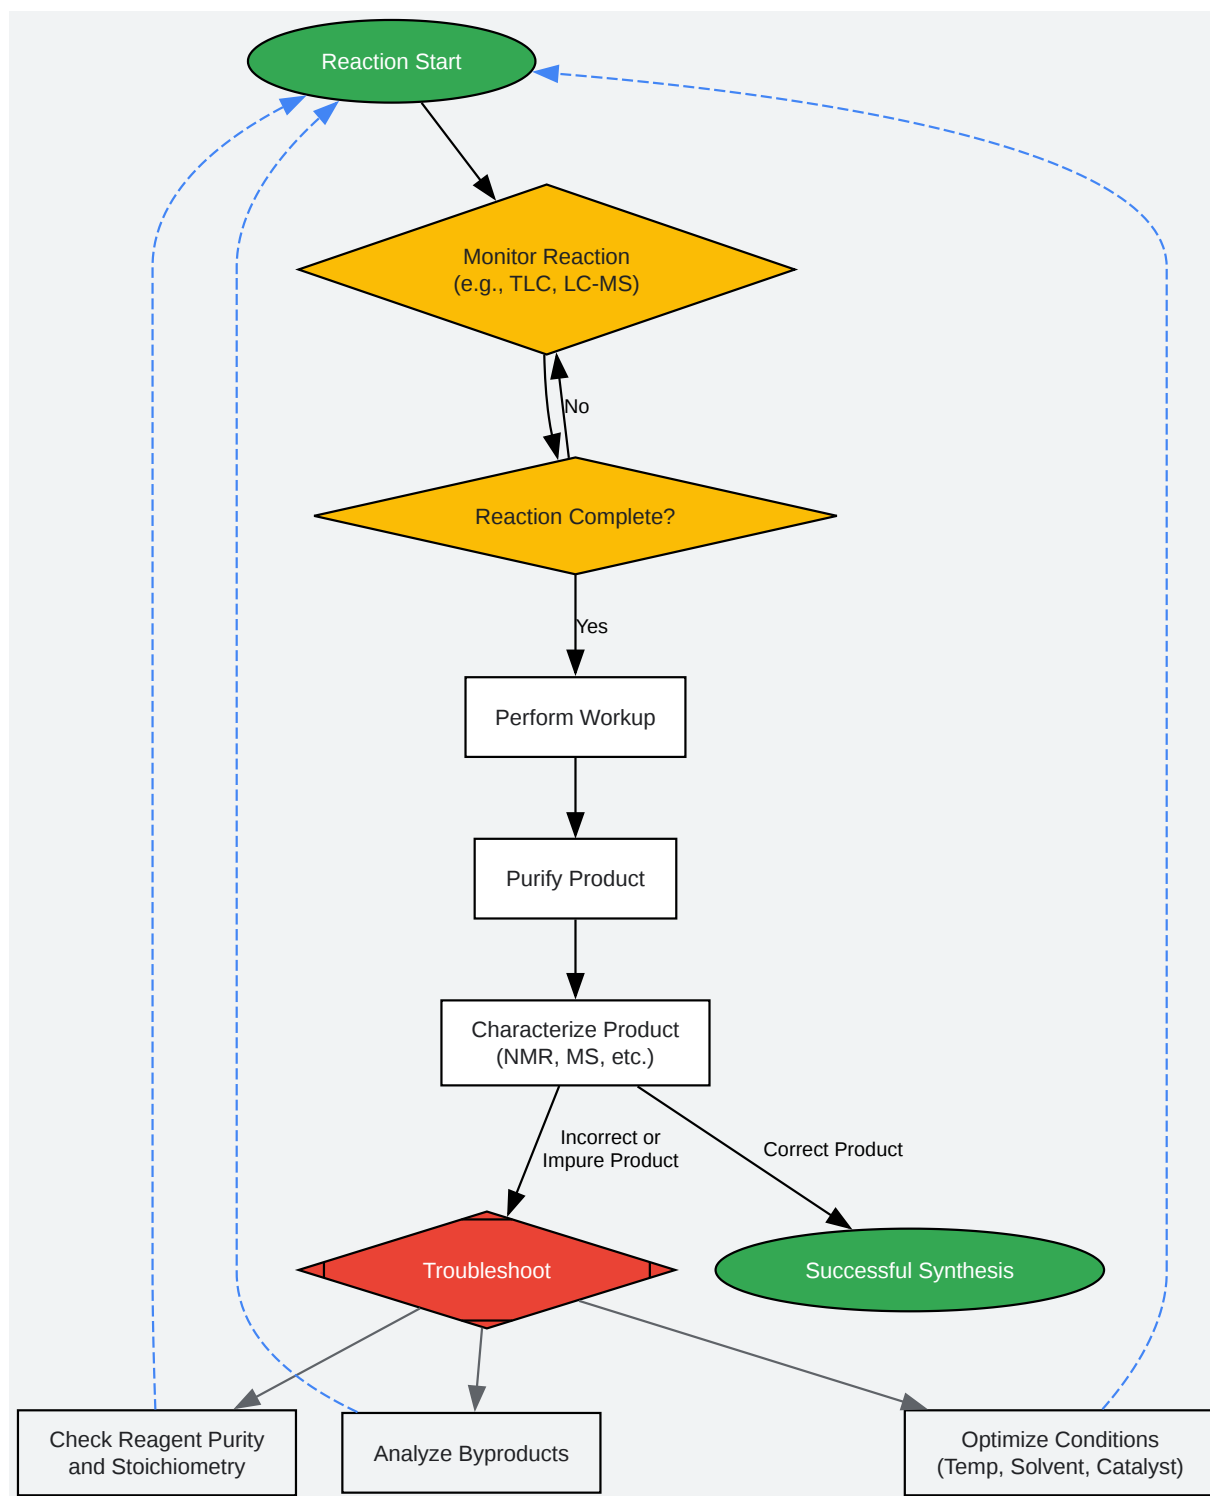 Reaction Start
Monitor Reaction
(e.g., TLC, LC-MS)
No
Reaction Complete?
Yes
Perform Workup
Purify Product
Characterize Product
(NMR, MS, etc.)
Incorrect or
Impure Product
Correct Product
Troubleshoot
Successful Synthesis
Check Reagent Purity
and Stoichiometry
Analyze Byproducts
Optimize Conditions
(Temp, Solvent, Catalyst)